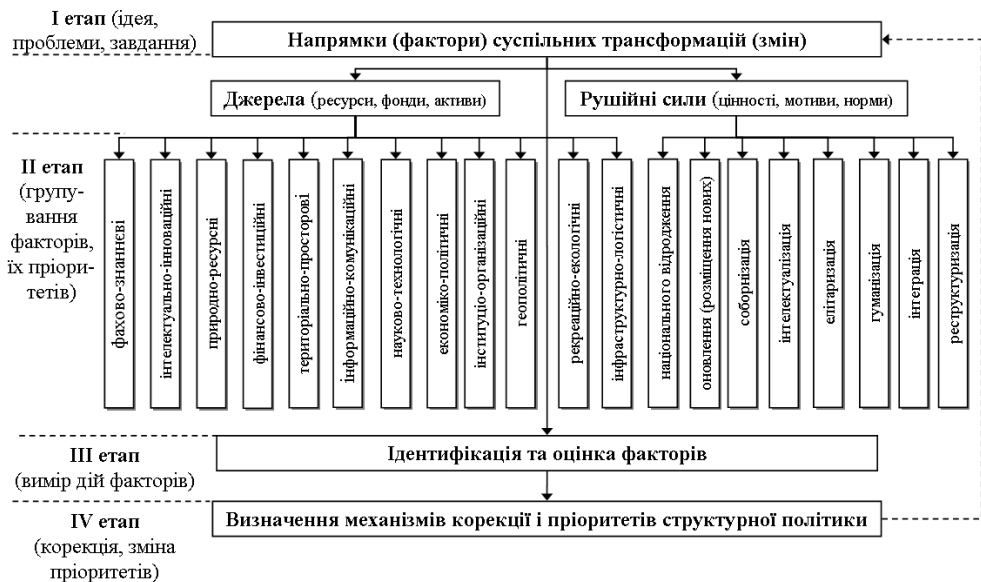 І етап (ідея,
проблеми, завдання)
Напрямки (фактори) суспільних трансформацій (змін)
Джерела (ресурси, фонди, активи)
Рушійні сили (цінності, мотиви, норми)
ІІ етап
(групу-
вання
факторів,
їх пріори-
тетів)
фахово-знаннєві
інтелектуально-інноваційні
природно-ресурсні
фінансово-інвестиційні
територіально-просторові
інформаційно-комунікаційні
науково-технологічні
економіко-політичні
інституціо-організаційні
геополітичні
рекреаційно-екологічні
інфраструктурно-логістичні
національного відродження
оновлення (розміщення нових)
соборнізація
інтелектуалізація
елітаризація
гуманізація
інтеграція
реструктуризація
ІІІ етап
(вимір дій факторів)
Ідентифікація та оцінка факторів
IV етап
(корекція, зміна
пріоритетів)
Визначення механізмів корекції і пріоритетів структурної політики